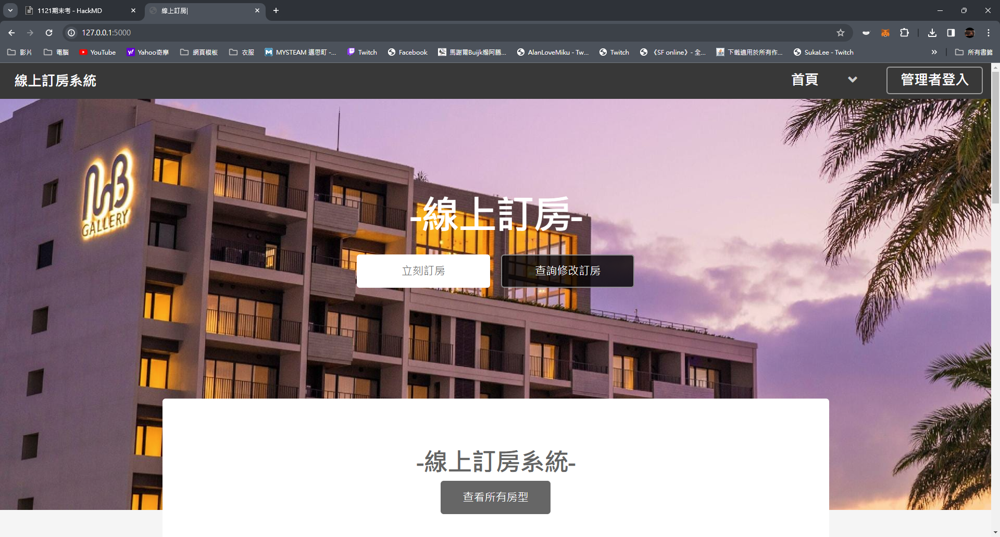 1121期末考 - HackMD
線上訂房|
127.0.0.1:5000
影片
電腦
YouTube
Yahoo奇摩
網頁模板
衣服
MYSTEAM 邁思町 -...
Twitch
Facebook
馬謝爾Buijk榻阿騰...
AlanLoveMiku - Tw...
Twitch
《SF online》- 全...
下載適用於所有作...
SukaLee - Twitch
所有書籤
線上訂房系統
首頁
管理者登入
GALLERY
-線上訂房-
立刻訂房
查詢修改訂房
-線上訂房系統-
查看所有房型